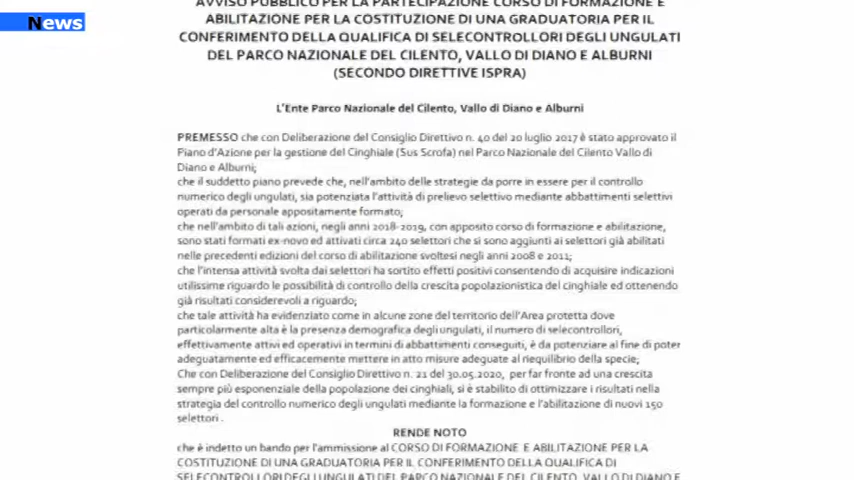 News
AVVISO PUBBLICO PER LA PARTECIPAZIONE CORSO DI FORMAZIONE E
ABILITAZIONE PER LA COSTITUZIONE DI UNA GRADUATORIA PER IL
CONFERIMENTO DELLA QUALIFICA DI SELECONTROLLORI DEGLI UNGULATI
DEL PARCO NAZIONALE DEL CILENTO, VALLO DI DIANO E ALBURNI
(SECONDO DIRETTIVE ISPRA)
L'Ente Parco Nazionale del Cilento, Vallo di Diano e Alburni
PREMESSO che con Deliberazione del Consiglio Direttivo n. 40 del 20 luglio 2017 è stato approvato il
Piano d'Azione per la gestione del Cinghiale (Sus Scrofa) nel Parco Nazionale del Cilento Vallo di
Diano e Alburni;
che il suddetto piano prevede che, nell'ambito delle strategie da porre in essere per il controllo
numerico degli ungulati, sia potenziata l'attività di prelievo selettivo mediante abbattimenti selettivi
operati da personale appositamente formato;
che nell'ambito di tali azioni, negli anni 2018-2019, con apposito corso di formazione e abilitazione,
sono stati formati ex-novo ed attivati circa 240 selettori che si sono aggiunti ai selettori già abilitati
nelle precedenti edizioni del corso di abilitazione svoltesi negli anni 2008 e 2011;
che l'intensa attività svolta dai selettori ha sortito effetti positivi consentendo di acquisire indicazioni
utilissime riguardo le possibilità di controllo della crescita popolazionistica del cinghiale ed ottenendo
già risultati considerevoli a riguardo;
che tale attività ha evidenziato come in alcune zone del territorio dell'Area protetta dove
particolarmente alta è la presenza demografica degli ungulati, il numero di selecontrollori,
effettivamente attivi ed operativi in termini di abbattimenti conseguiti, è da potenziare al fine di poter
adeguatamente ed efficacemente mettere in atto misure adeguate al riequilibrio della specie;
Che con Deliberazione del Consiglio Direttivo n. 21 del 30.05.2020, per far fronte ad una crescita
sempre più esponenziale della popolazione dei cinghiali, si è stabilito di ottimizzare i risultati nella
strategia del controllo numerico degli ungulati mediante la formazione e l'abilitazione di nuovi 150
selettori .
RENDE NOTO
che è indetto un bando per l'ammissione al CORSO DI FORMAZIONE E ABILITAZIONE PER LA
COSTITUZIONE DI UNA GRADUATORIA PER IL CONFERIMENTO DELLA QUALIFICA DI
SELECONTROLLORI DEGLI UNGULATI DEL PARCO NAZIONALE DEL CILENTO, VALLO DI DIANO E